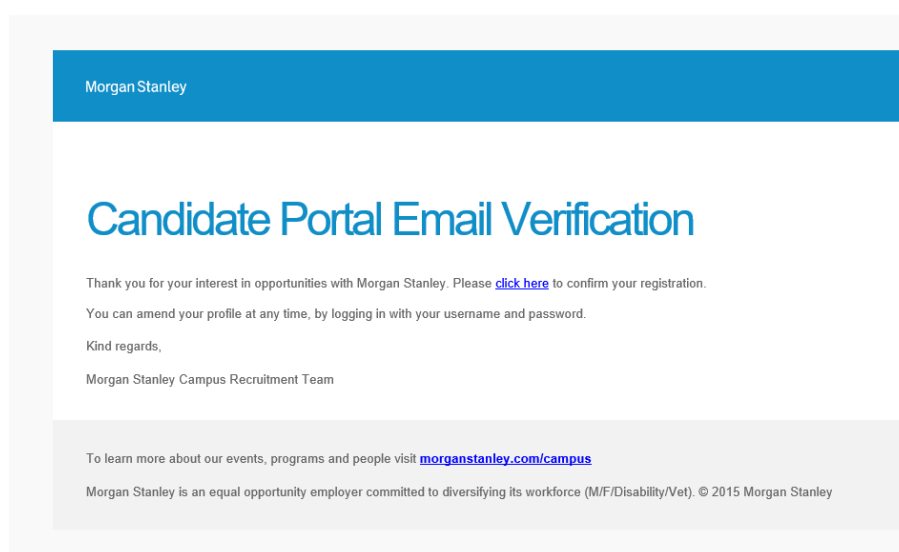 Morgan Stanley
Candidate Portal Email Verification
Thank you for your interest in opportunities with Morgan Stanley. Please click here to confirm your registration.
You can amend your profile at any time, by logging in with your username and password.
Kind regards,
Morgan Stanley Campus Recruitment Team
To learn more about our events, programs and people visit morganstanley.com/campus
Morgan Stanley is an equal opportunity employer committed to diversifying its workforce (M/F/Disability/Vet). © 2015 Morgan Stanley